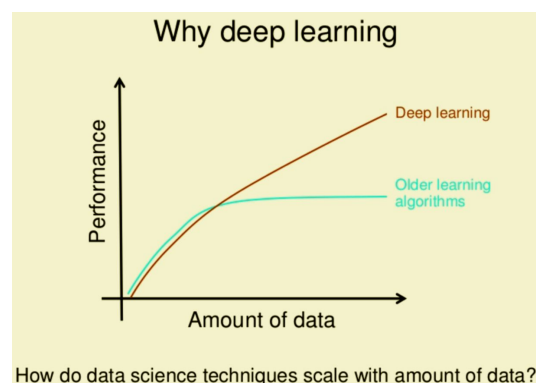 Why deep learning
Deep learning
Older learning
algorithms
Performance
Amount of data
How do data science techniques scale with amount of data?